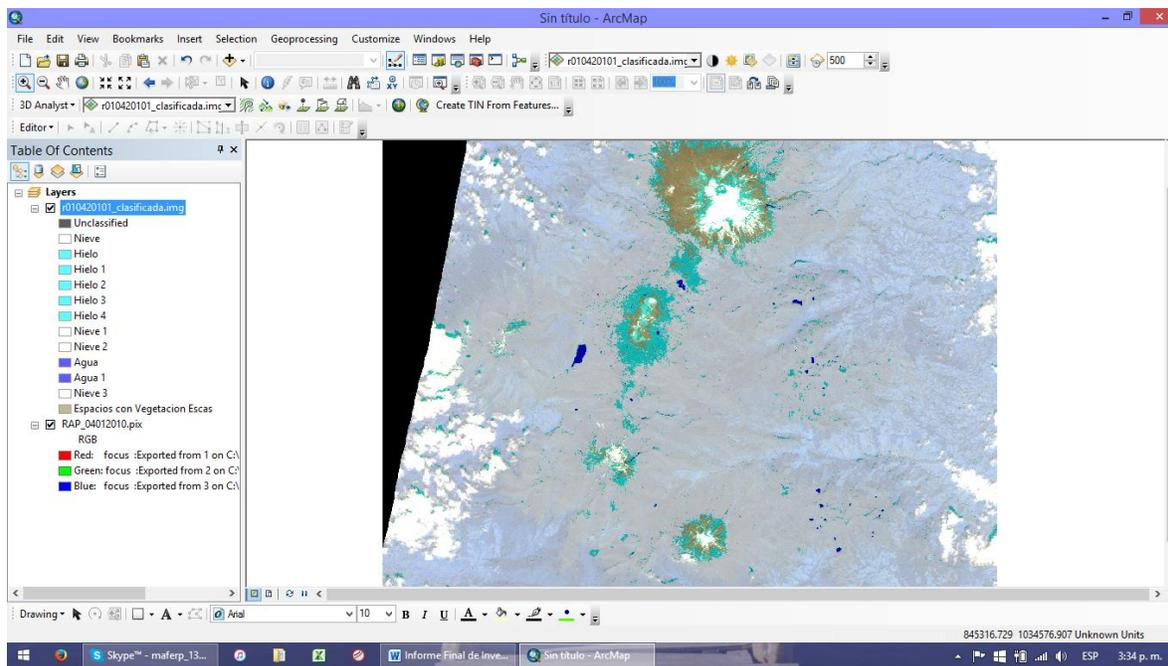 Sin título - ArcMap
File Edit View Bookmarks Insert Selection Geoprocessing Customize Windows Help
r010420101_clasificada.imç 500
3D Analyst r010420101_clasificada.imç Create TIN From Features...
Editor
Table Of Contents
Layers
r010420101_clasificada.img
Unclassified
Nieve
Hielo
Hielo 1
Hielo 2
Hielo 3
Hielo 4
Nieve 1
Nieve 2
Agua
Agua 1
Nieve 3
Espacios con Vegetacion Escas
RAP_04012010.pix
RGB
Red: focus :Exported from 1 on C:\
Green: focus :Exported from 2 on C:\
Blue: focus :Exported from 3 on C:\
Drawing A Arial 10 B I U A
845316.729 1034576.907 Unknown Units
Skype™ - maferp_13... Informe Final de Inve... Sin título - ArcMap ESP 3:34 p. m.